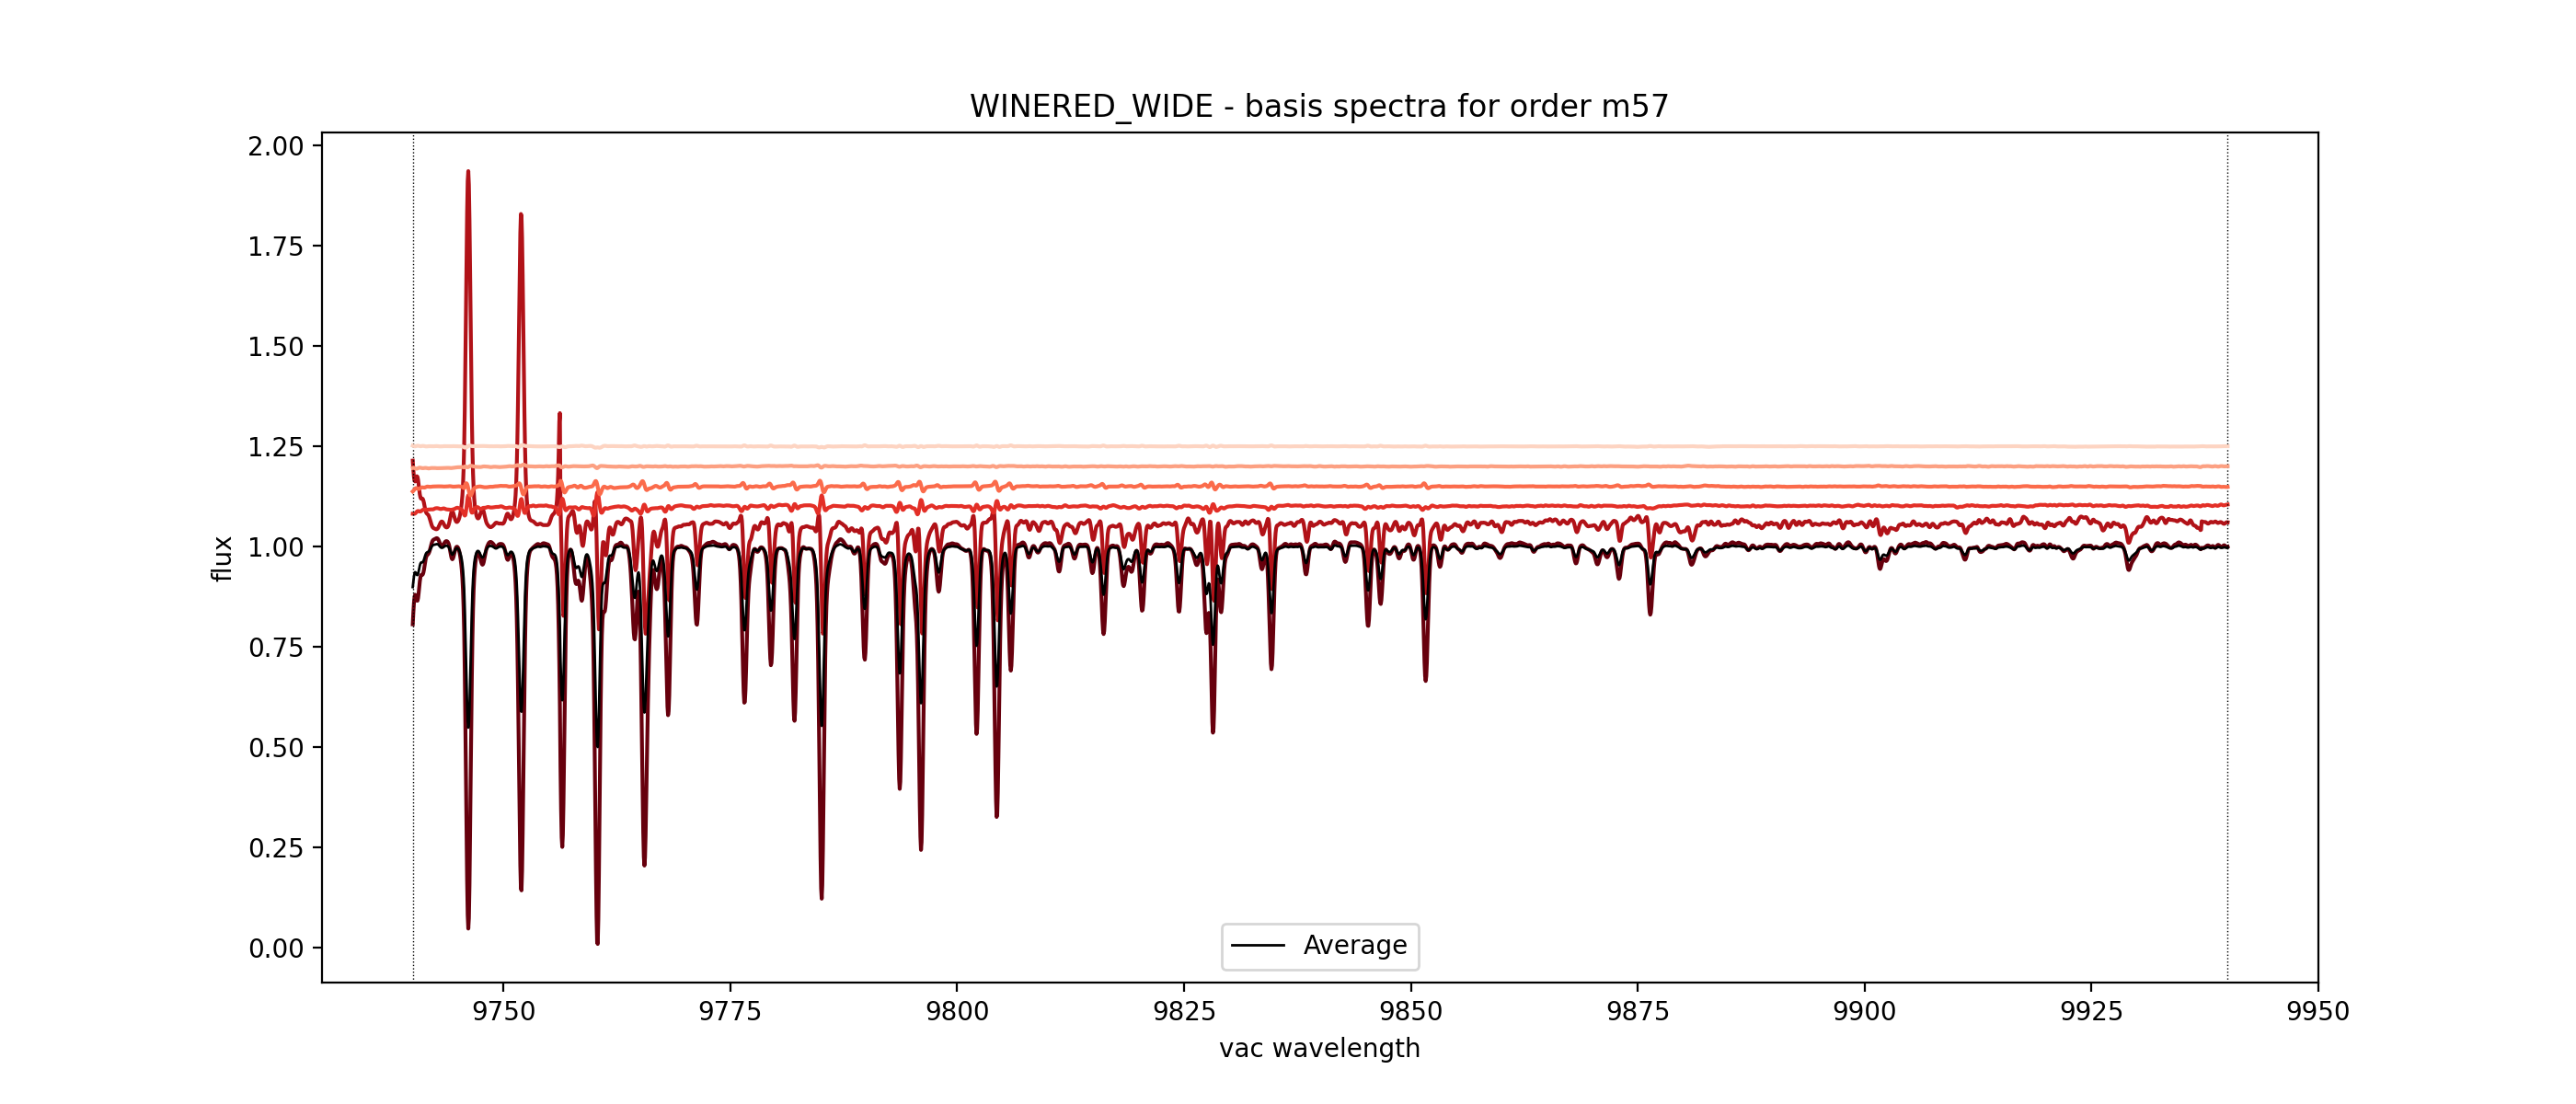 WINERED_WIDE - basis spectra for order m57
2.00
1.75
1.50
1.25
1.00
0.75
0.50
0.25
0.00
flux
Average
9750 9775 9800 9825 9850 9875 9900 9925 9950
vac wavelength